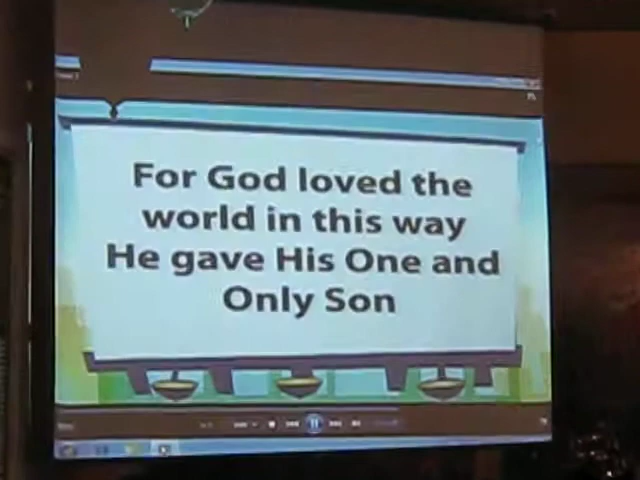 For God loved the
world in this way
He gave His One and
Only Son